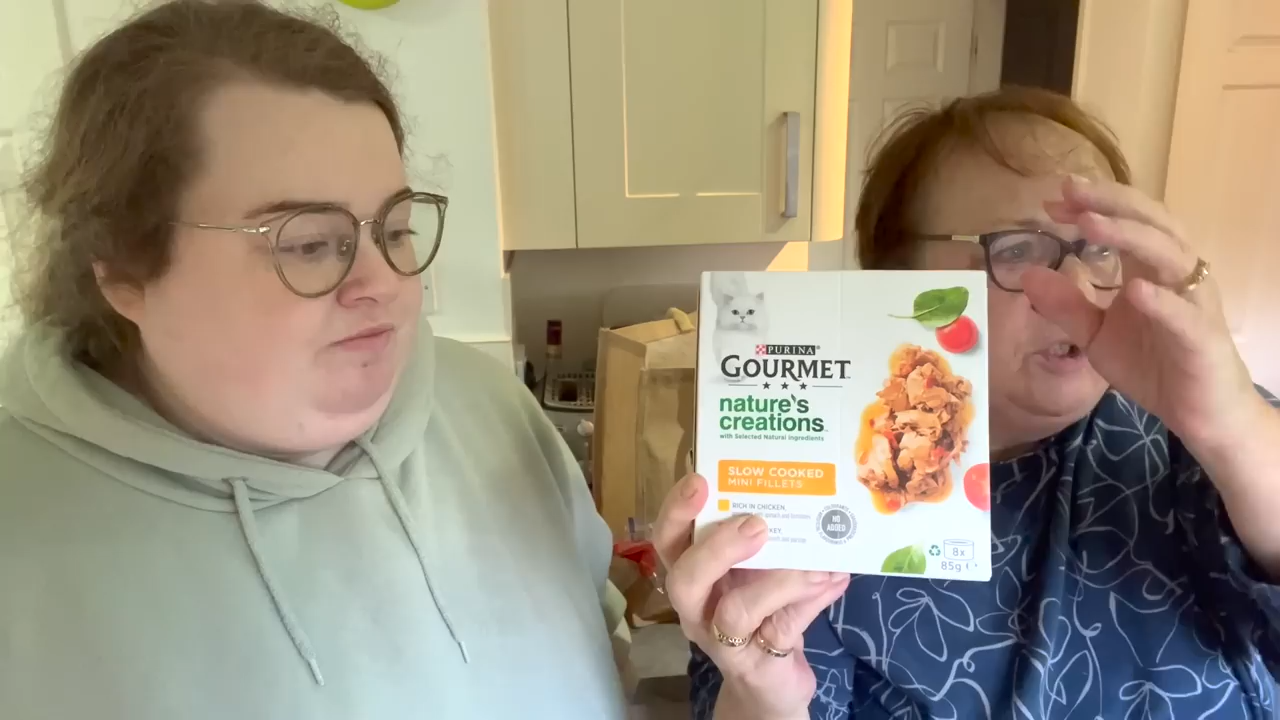 PURINA
GOURMET
nature's
creations
with Selected Natural Ingredients
SLOW COOKED
MINI FILLETS
RICH IN CHICKEN,
NO
ADDED
8x
85g